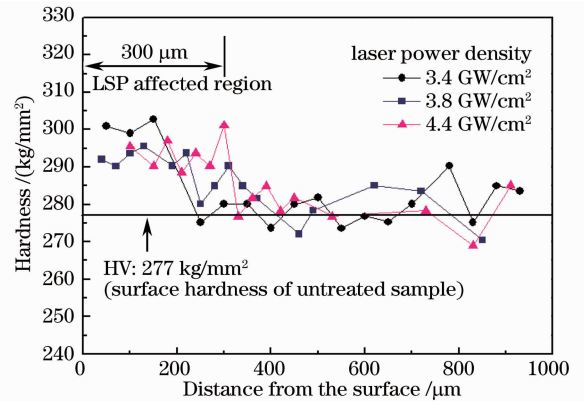 330
320
310
300
290
280
270
260
250
240
Hardness /(kg/mm²)
300 μm
LSP affected region
laser power density
3.4 GW/cm²
3.8 GW/cm²
4.4 GW/cm²
HV: 277 kg/mm²
(surface hardness of untreated sample)
0 200 400 600 800 1000
Distance from the surface /μm